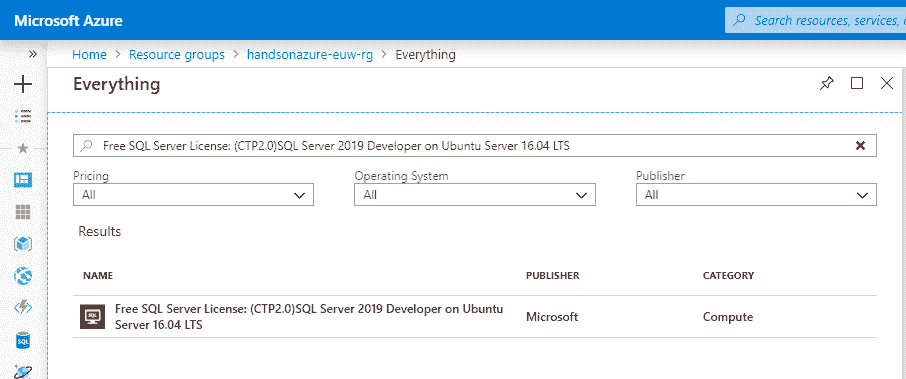 Microsoft Azure
Search resources, services,
Home > Resource groups > handsonazure-euw-rg > Everything
Everything
Free SQL Server License: (CTP2.0)SQL Server 2019 Developer on Ubuntu Server 16.04 LTS
Pricing Operating System Publisher
All All All
Results
NAME PUBLISHER CATEGORY
Free SQL Server License: (CTP2.0)SQL Server 2019 Developer on Ubuntu
Server 16.04 LTS
Microsoft Compute
SQL